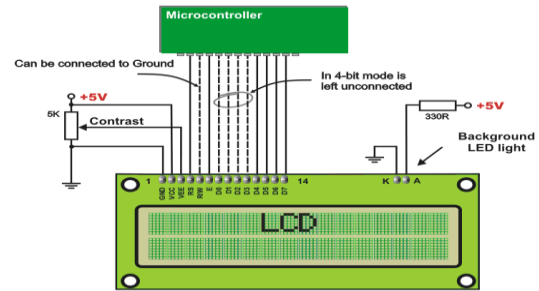 Microcontroller
Can be connected to Ground
In 4-bit mode is
left unconnected
+5V
5K
Contrast
330R
+5V
Background
LED light
1
GND
VCC
VEE
RS
R/W
E
D0
D1
D2
D3
D4
D5
D6
D7
14
K
A
LCD